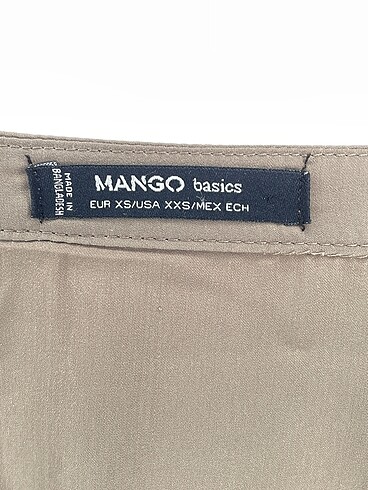 MANGO basics
EUR XS/USA XXS/MEX ECH
MADE IN
BANGLADESH